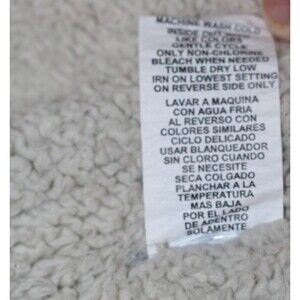 MACHINE WASH COLD
INSIDE OUT WITH
LIKE COLORS
GENTLE CYCLE
ONLY NON-CHLORINE
BLEACH WHEN NEEDED
TUMBLE DRY LOW
IRN ON LOWEST SETTING
ON REVERSE SIDE ONLY
LAVAR A MAQUINA
CON AGUA FRIA
AL REVERSO CON
COLORES SIMILARES
CICLO DELICADO
USAR BLANQUEADOR
SIN CLORO CUANDO
SE NECESITE
SECA COLGADO
PLANCHAR A LA
TEMPERATURA
MAS BAJA
POR EL LADO
DE ADENTRO
SOLAMENTE